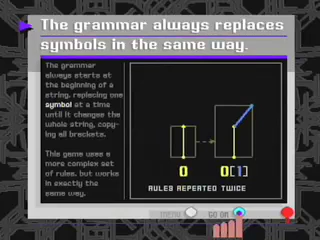 The grammar always replaces
symbols in the same way.
The grammar
always starts at
the beginning of a
string, replacing one
symbol at a time
until it changes the
whole string, copy-
ing all brackets.
This game uses a
more complex set
of rules, but works
in exactly the
same way.
0 0[1]
RULES REPEATED TWICE
MENU GO ON